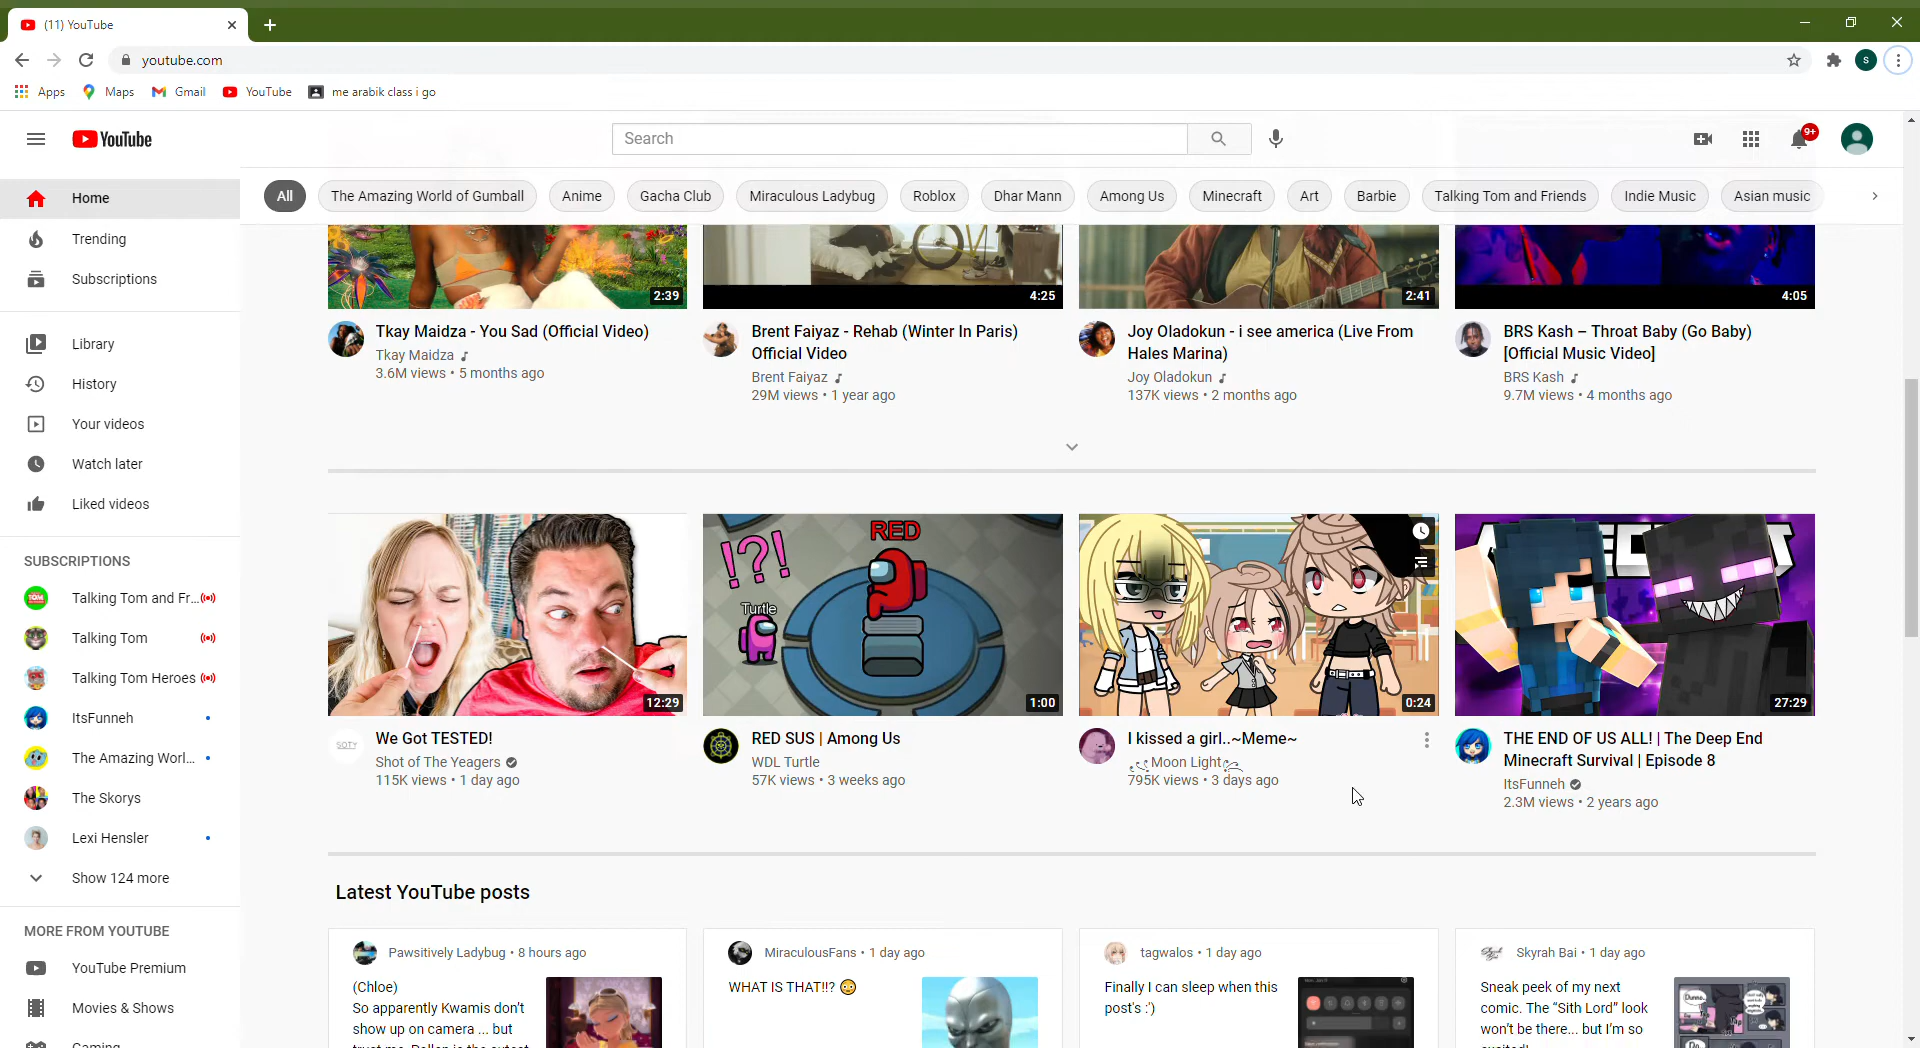 (11) YouTube
youtube.com
S
Apps
Maps
Gmail
YouTube
me arabik class i go
YouTube
Search
9+
Home
Trending
Subscriptions
Library
History
Your videos
Watch later
Liked videos
SUBSCRIPTIONS
Talking Tom and Fr...
Talking Tom
Talking Tom Heroes
ItsFunneh
The Amazing Worl...
The Skorys
Lexi Hensler
Show 124 more
MORE FROM YOUTUBE
YouTube Premium
Movies & Shows
Gaming
All
The Amazing World of Gumball
Anime
Gacha Club
Miraculous Ladybug
Roblox
Dhar Mann
Among Us
Minecraft
Art
Barbie
Talking Tom and Friends
Indie Music
Asian music
2:39
Tkay Maidza - You Sad (Official Video)
Tkay Maidza
3.6M views • 5 months ago
4:25
Brent Faiyaz - Rehab (Winter In Paris)
Official Video
Brent Faiyaz
29M views • 1 year ago
2:41
Joy Oladokun - i see america (Live From
Hales Marina)
Joy Oladokun
137K views • 2 months ago
4:05
BRS Kash – Throat Baby (Go Baby)
[Official Music Video]
BRS Kash
9.7M views • 4 months ago
12:29
SOTY
We Got TESTED!
Shot of The Yeagers
115K views • 1 day ago
!?!
RED
Turtle
1:00
RED SUS | Among Us
WDL Turtle
57K views • 3 weeks ago
0:24
I kissed a girl..~Meme~
Moon Light
795K views • 3 days ago
27:29
THE END OF US ALL! | The Deep End
Minecraft Survival | Episode 8
ItsFunneh
2.3M views • 2 years ago
Latest YouTube posts
Pawsitively Ladybug • 8 hours ago
(Chloe)
So apparently Kwamis don't
show up on camera ... but
MiraculousFans • 1 day ago
WHAT IS THAT!!? 😳
tagwalos • 1 day ago
Finally I can sleep when this
post's :')
Skyrah Bai • 1 day ago
Sneak peek of my next
comic. The "Sith Lord" look
won't be there... but I'm so